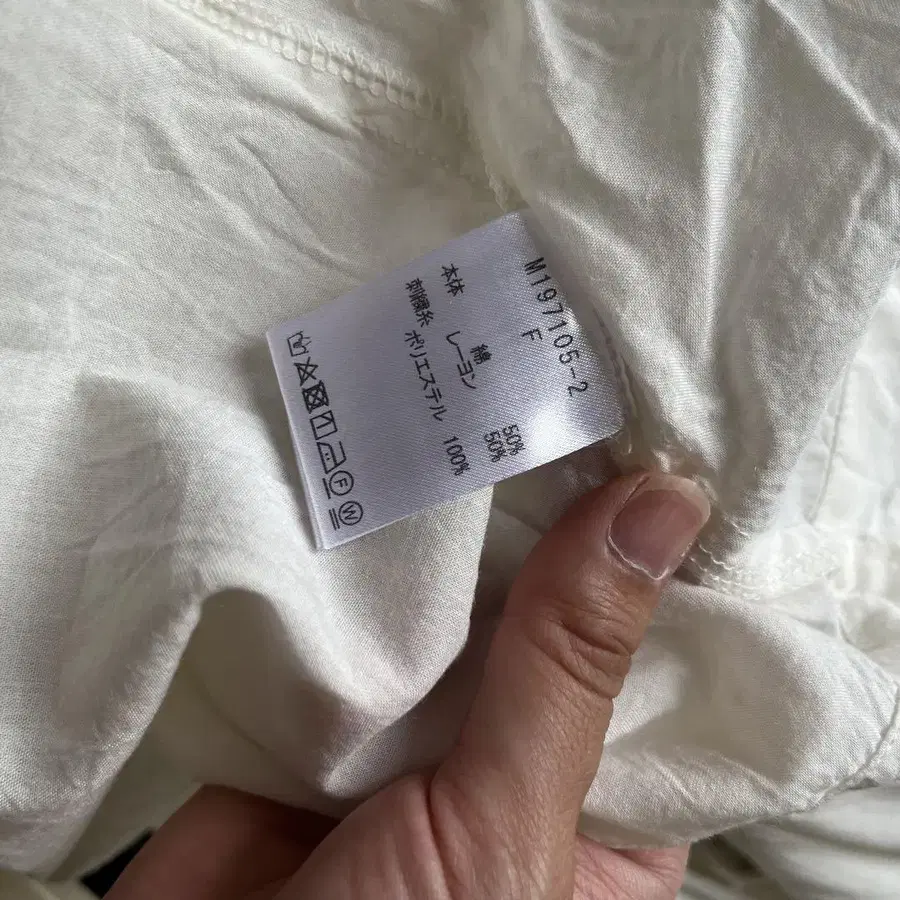 M197105-2
F
本体 綿 50%
レーヨン 50%
刺繍糸 ポリエステル 100%
F
W